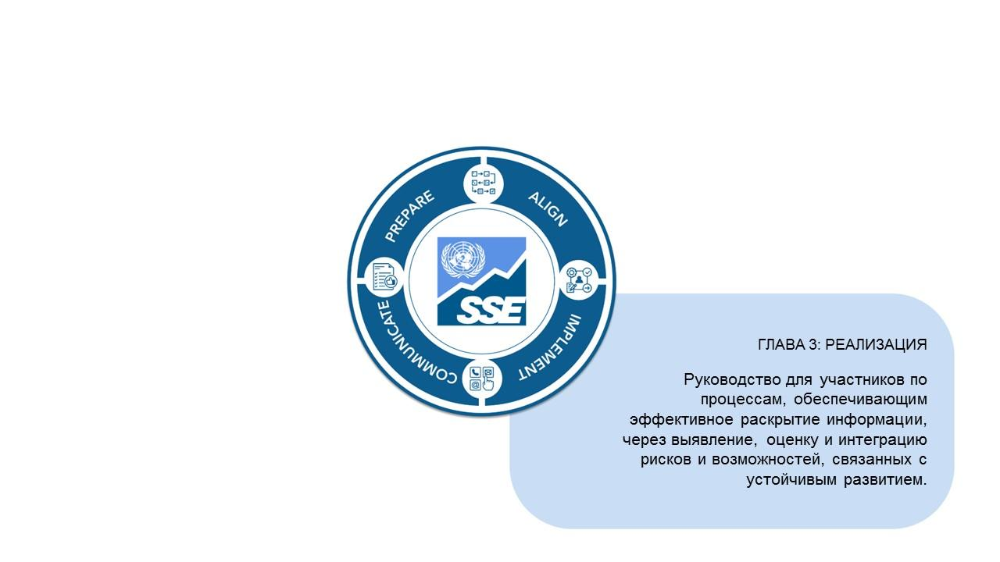 PREPARE
ALIGN
SSE
COMMUNICATE
IMPLEMENT
ГЛАВА 3: РЕАЛИЗАЦИЯ
Руководство для участников по
процессам, обеспечивающим
эффективное раскрытие информации,
через выявление, оценку и интеграцию
рисков и возможностей, связанных с
устойчивым развитием.